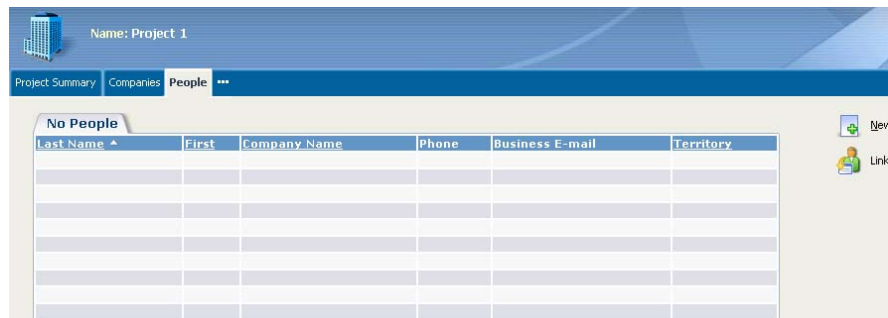 Name: Project 1
Project Summary Companies People •••
No People
New
Last Name First Company Name Phone Business E-mail Territory
Link